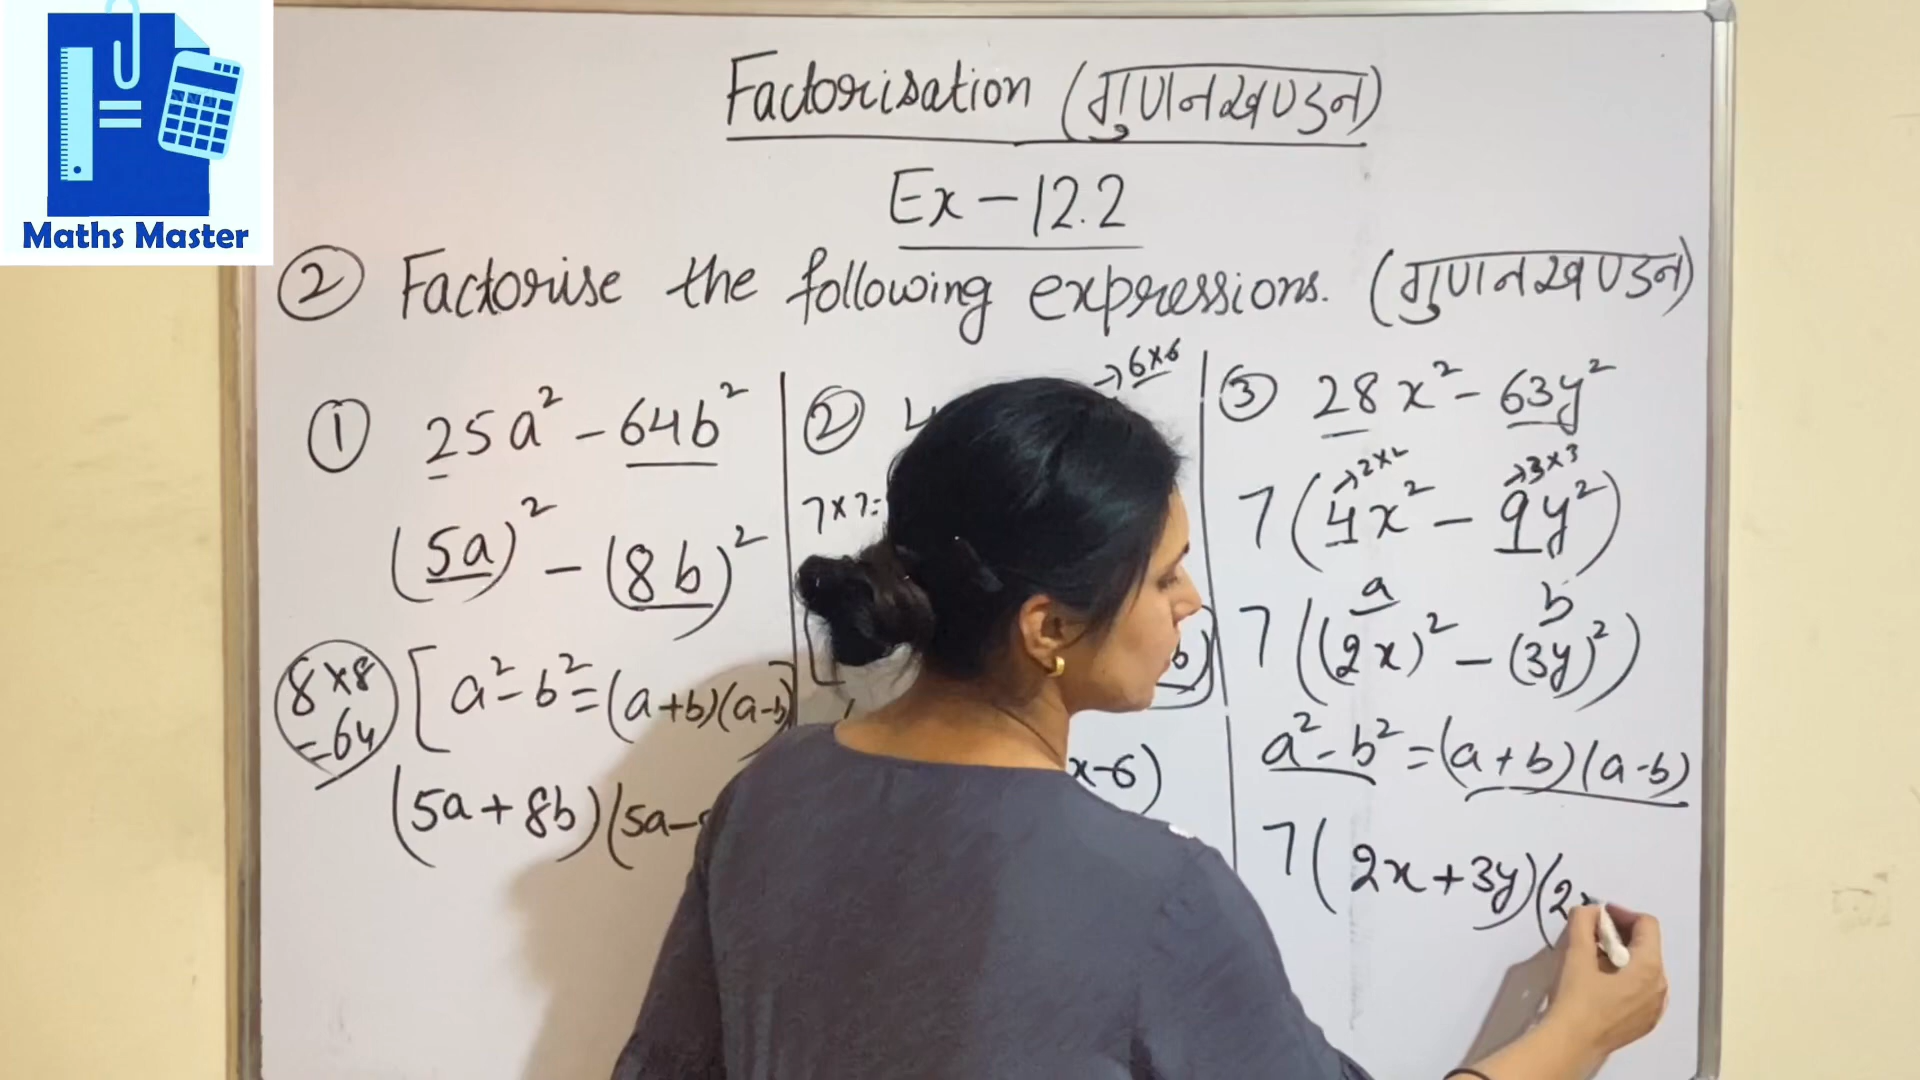 Maths Master
Factorisation (गुणनखण्डन)
Ex - 12.2
② Factorise the following expressions. (गुणनखण्डन)
① 25a² - 64b²
(5a)² - (8b)²
8×8
=64
[a²-b²=(a+b)(a-b)]
(5a+8b)(5a-
②
→6×6
7×7=
b)
x-6)
③ 28x² - 63y²
→2×2 →3×3
7(4x² - 9y²)
a b
7((2x)² - (3y)²)
a²-b²=(a+b)(a-b)
7(2x+3y)(2x